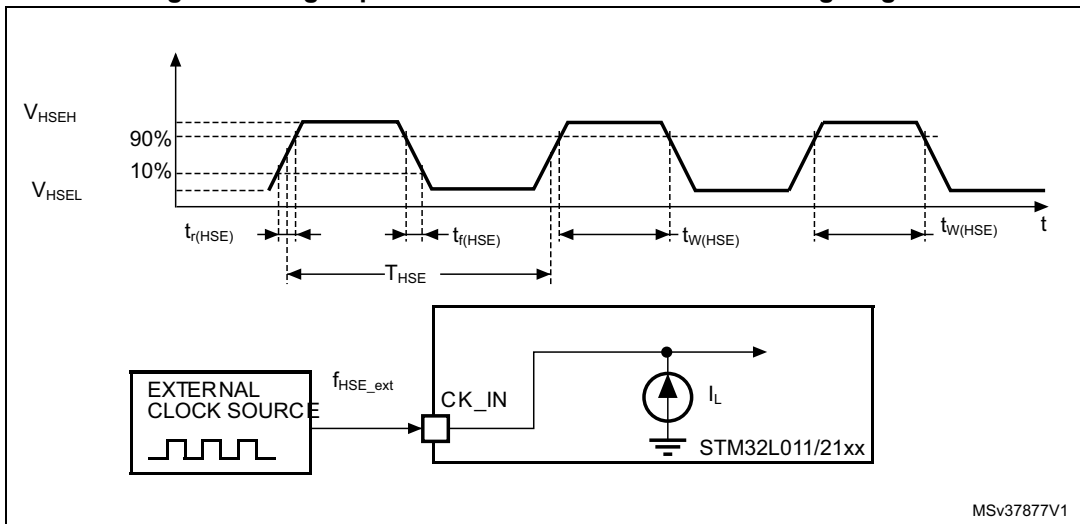 V_HSEH
90%
10%
V_HSEL
t_r(HSE)
t_f(HSE)
t_W(HSE)
t_W(HSE)
t
T_HSE
EXTERNAL
CLOCK SOURCE
f_HSE_ext
CK_IN
I_L
STM32L011/21xx
MSv37877V1